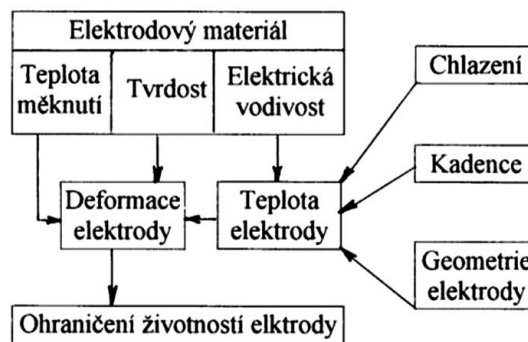 Elektrodový materiál
Teplota
měknutí
Tvrdost
Elektrická
vodivost
Chlazení
Kadence
Deformace
elektrody
Teplota
elektrody
Geometrie
elektrody
Ohraničení životností elktrody